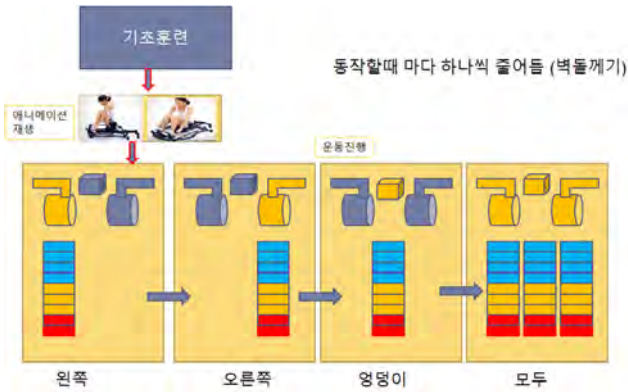 기초훈련
동작할때 마다 하나씩 줄어듬 (벽돌께기)
애니메이션
재생
운동진행
왼쪽
오른쪽
엉덩이
모두